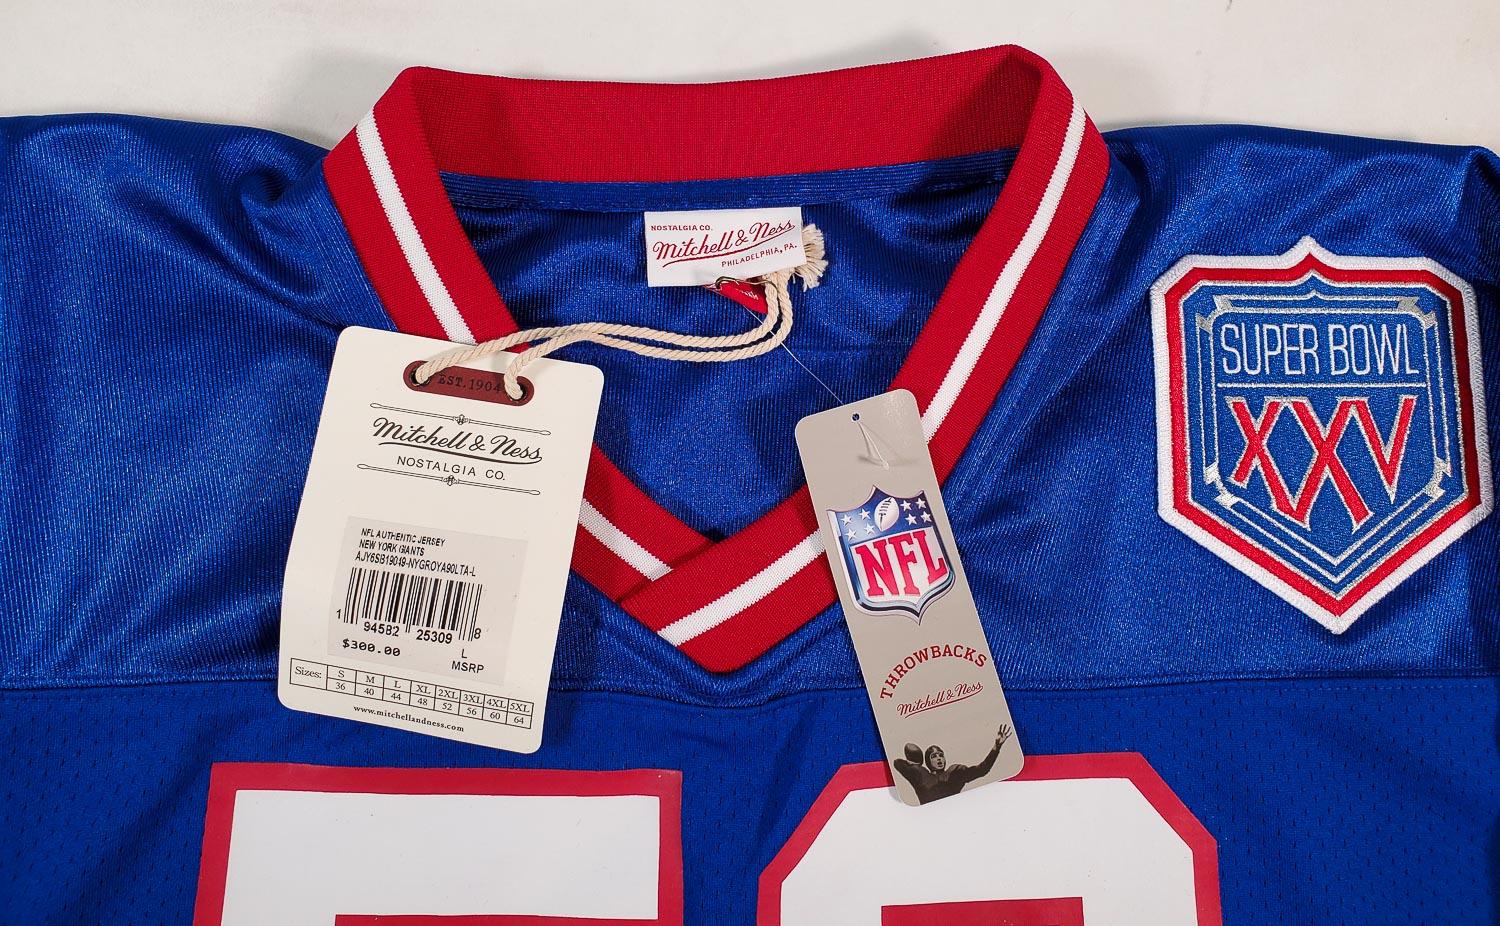 NOSTALGIA CO.
Mitchell & Ness
PHILADELPHIA, PA.
EST. 1904
Mitchell & Ness
NOSTALGIA CO.
NFL AUTHENTIC JERSEY
NEW YORK GIANTS
AJY6SB19049-NYGROYA90LTA-L
1 94582 25309 8
$300.00
L
MSRP
Sizes: S M L XL 2XL 3XL 4XL 5XL
36 40 44 48 52 56 60 64
www.mitchellandness.com
NFL
THROWBACKS
Mitchell & Ness
SUPER BOWL
XXV